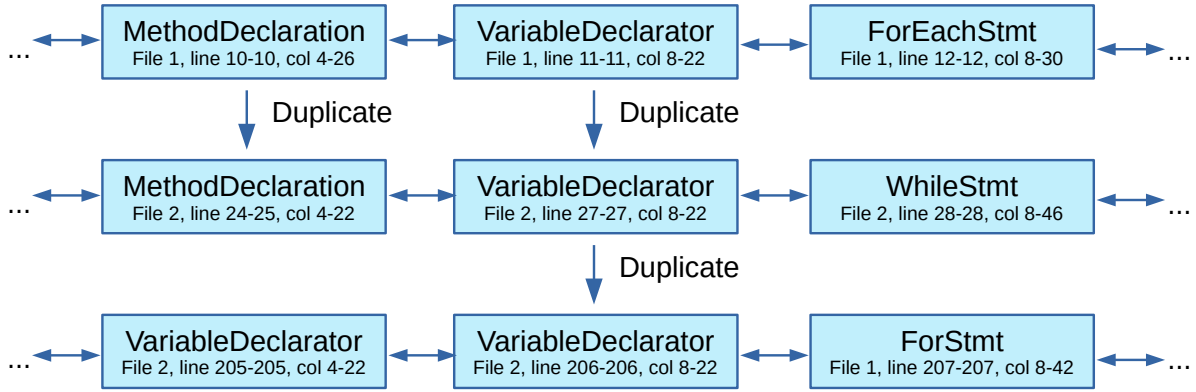 ... MethodDeclaration VariableDeclarator ForEachStmt ...
File 1, line 10-10, col 4-26 File 1, line 11-11, col 8-22 File 1, line 12-12, col 8-30
Duplicate Duplicate
... MethodDeclaration VariableDeclarator WhileStmt ...
File 2, line 24-25, col 4-22 File 2, line 27-27, col 8-22 File 2, line 28-28, col 8-46
Duplicate
... VariableDeclarator VariableDeclarator ForStmt ...
File 2, line 205-205, col 4-22 File 2, line 206-206, col 8-22 File 1, line 207-207, col 8-42